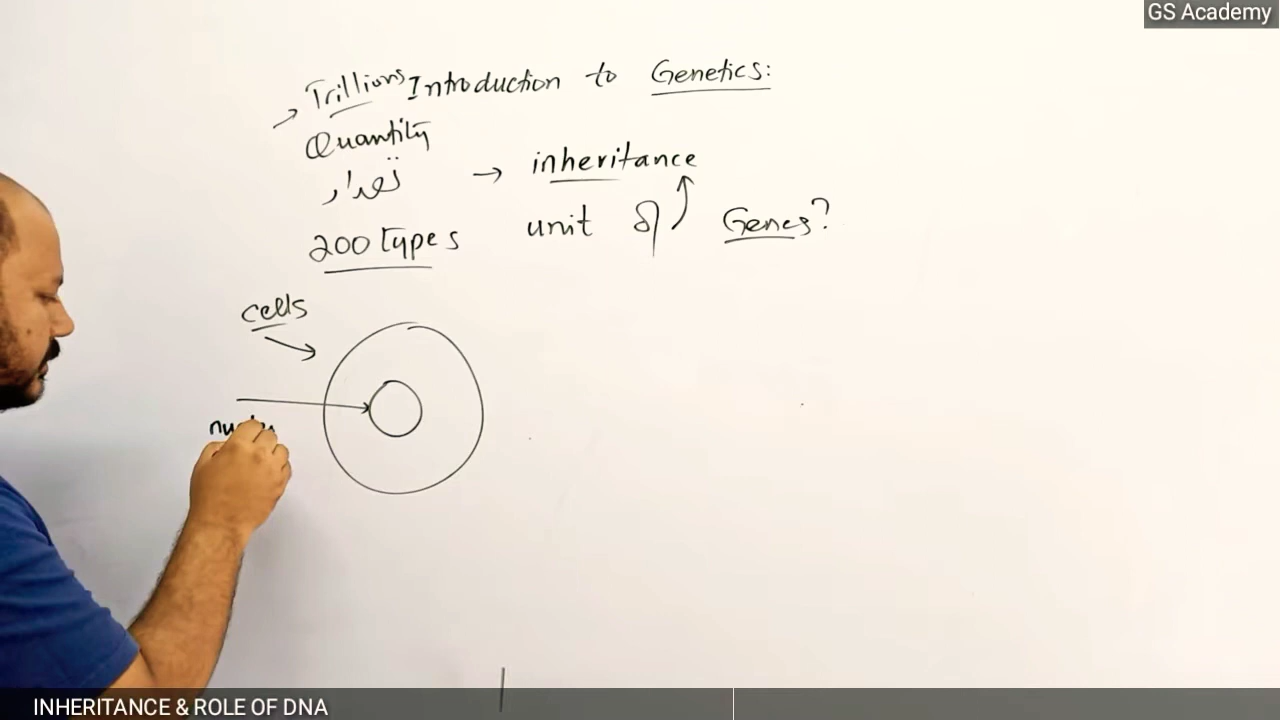 GS Academy
Trillions
Introduction to Genetics:
Quantity
تعداد
→ inheritance
200 types
unit of Genes?
cells
INHERITANCE & ROLE OF DNA